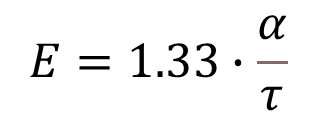 E = 1.33 · α/τ